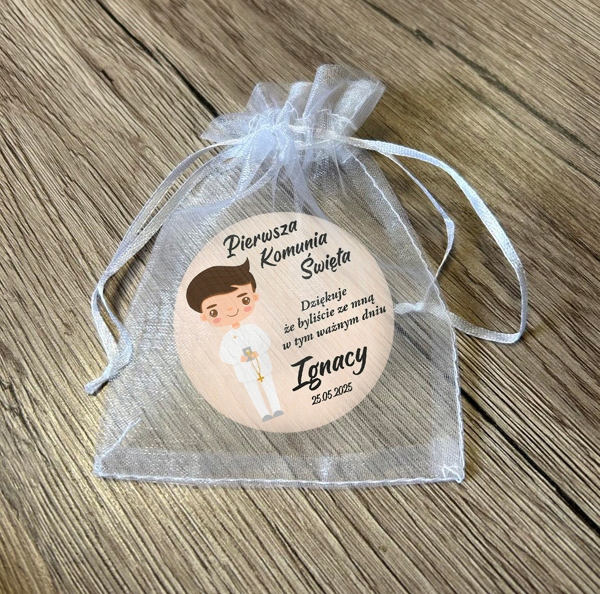 Pierwsza
Komunia
Święta
Dziękuje
że byliście ze mną
w tym ważnym dniu
Ignacy
25.05.2025